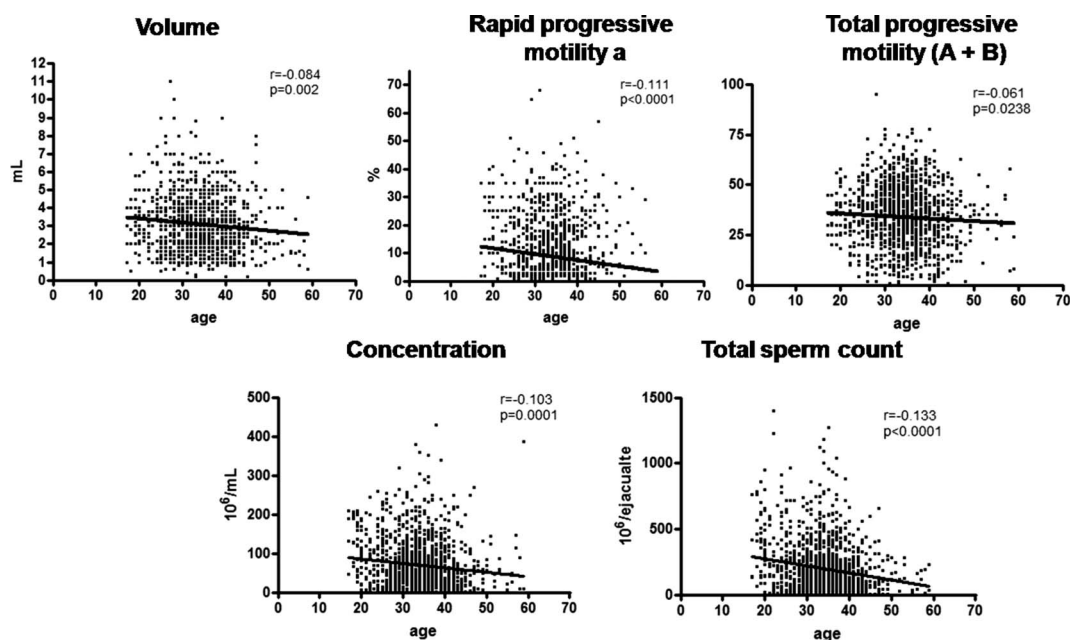 Volume
12
11
10
9
8
7
6
5
4
3
2
1
0
mL
r=-0.084
p=0.002
0 10 20 30 40 50 60 70
age
Rapid progressive
motility a
80
70
60
50
40
30
20
10
0
%
r=-0.111
p<0.0001
0 10 20 30 40 50 60 70
age
Total progressive
motility (A + B)
100
75
50
25
0
r=-0.061
p=0.0238
0 10 20 30 40 50 60 70
age
Concentration
500
400
300
200
100
0
10⁶/mL
r=-0.103
p=0.0001
0 10 20 30 40 50 60 70
age
Total sperm count
1500
1000
500
0
10⁶/ejacualte
r=-0.133
p<0.0001
0 10 20 30 40 50 60 70
age